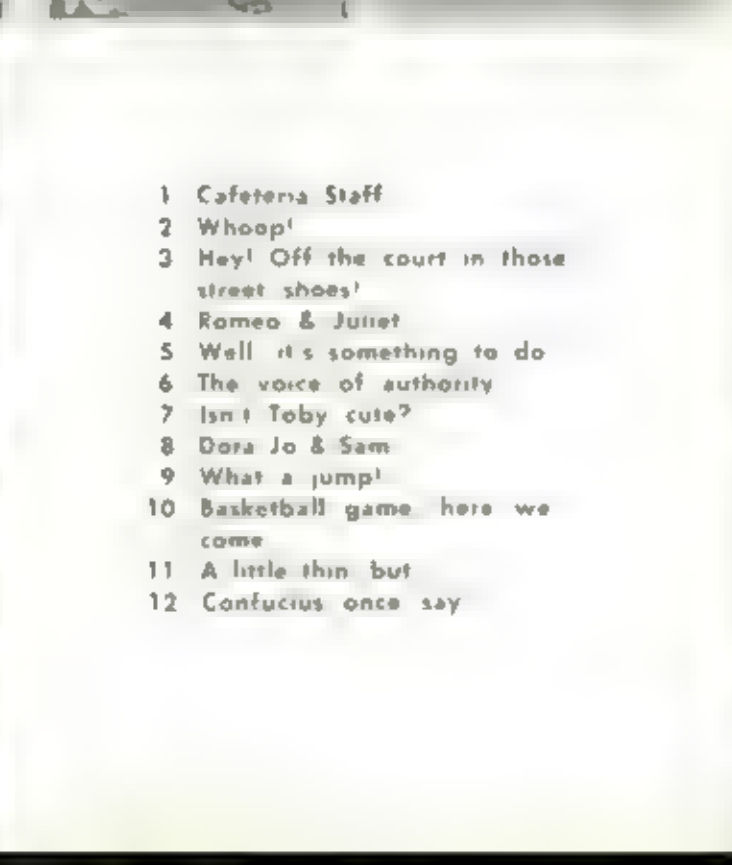 1 Cafeteria Staff
2 Whoop!
3 Hey! Off the court in those
street shoes!
4 Romeo & Juliet
5 Well it's something to do
6 The voice of authority
7 Isn't Toby cute?
8 Dora Jo & Sam
9 What a jump!
10 Basketball game here we
come
11 A little thin but
12 Confucius once say